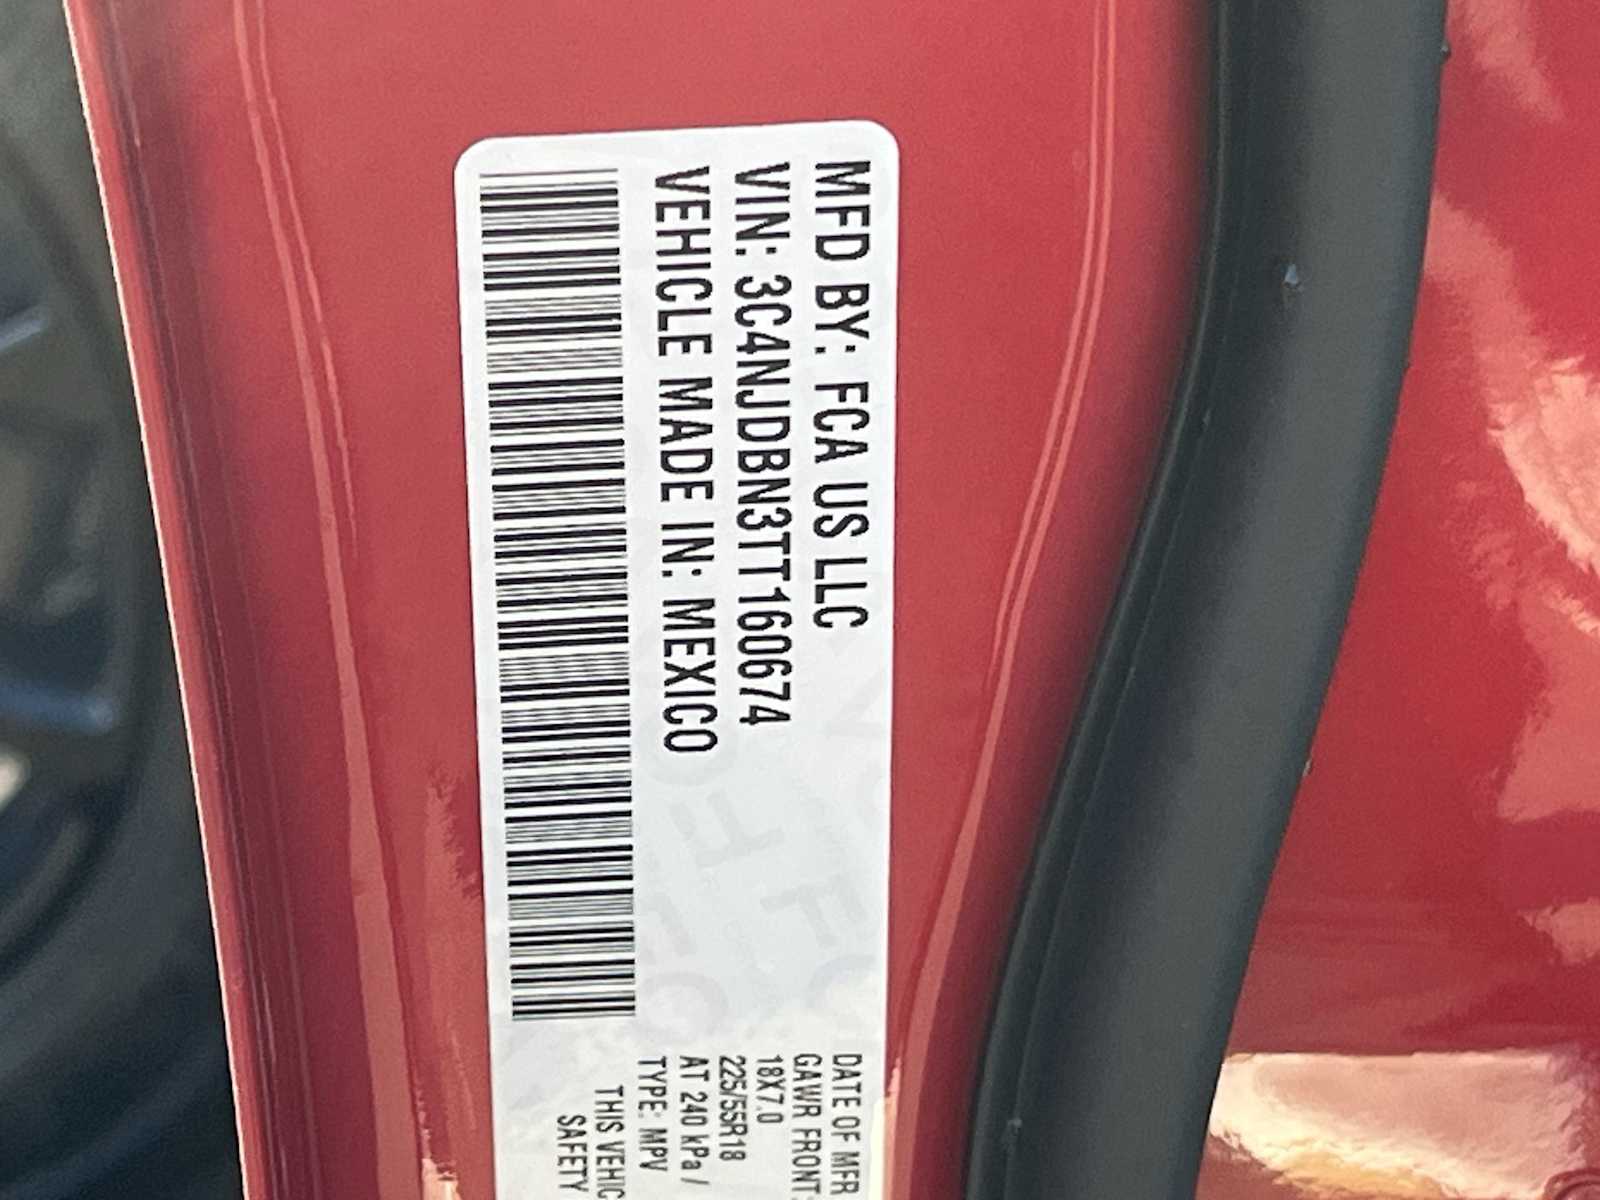 MFD BY: FCA US LLC
VIN: 3C4NJDBN3TT160674
VEHICLE MADE IN: MEXICO
DATE OF MFR
GAWR FRONT
18X7.0
225/55R18
AT 240 kPa /
TYPE: MPV
THIS VEHIC
SAFETY